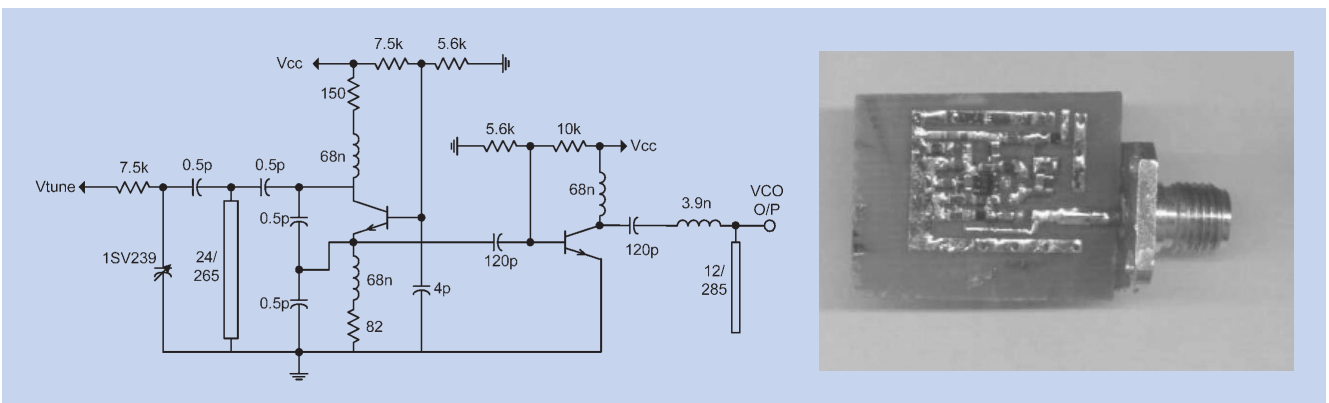 7.5k 5.6k
Vcc
150
5.6k 10k
68n
Vcc
7.5k 0.5p 0.5p
Vtune
68n
VCO
O/P
3.9n
0.5p
120p
120p
1SV239
24/
265
68n
12/
285
4p
0.5p
82